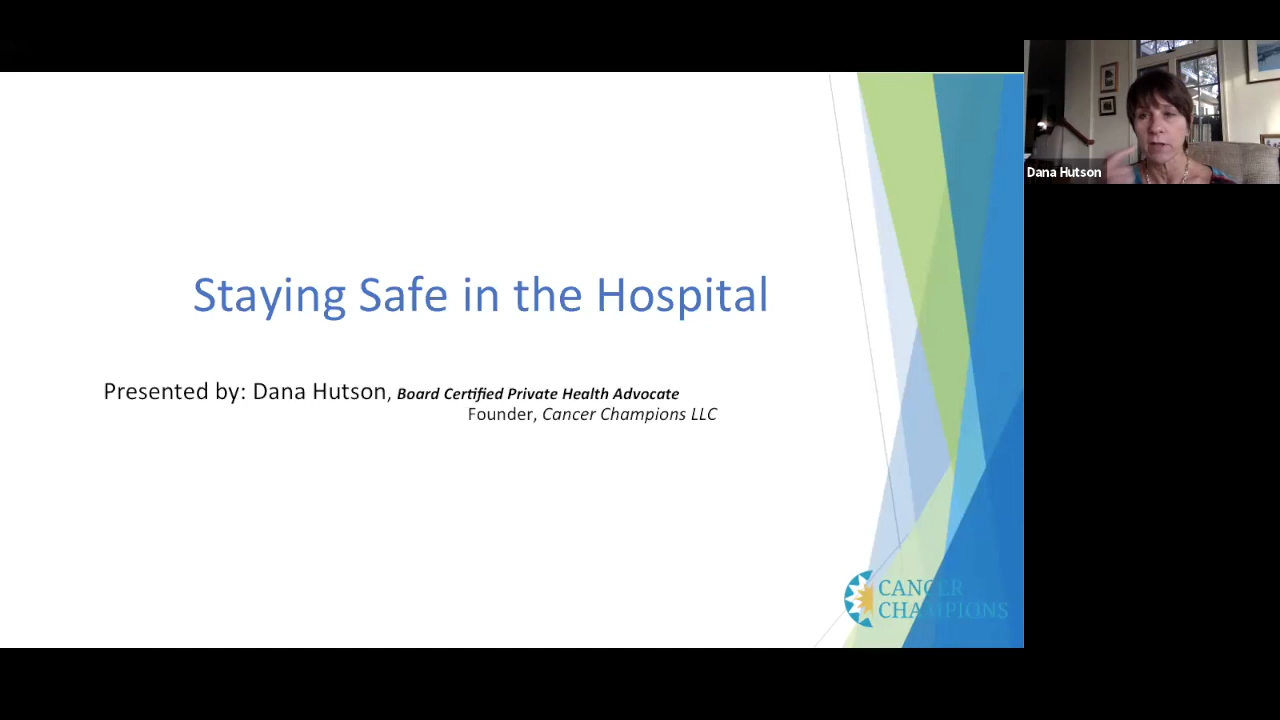 Staying Safe in the Hospital
Presented by: Dana Hutson, Board Certified Private Health Advocate
Founder, Cancer Champions LLC
CANCER
CHAMPIONS
Dana Hutson